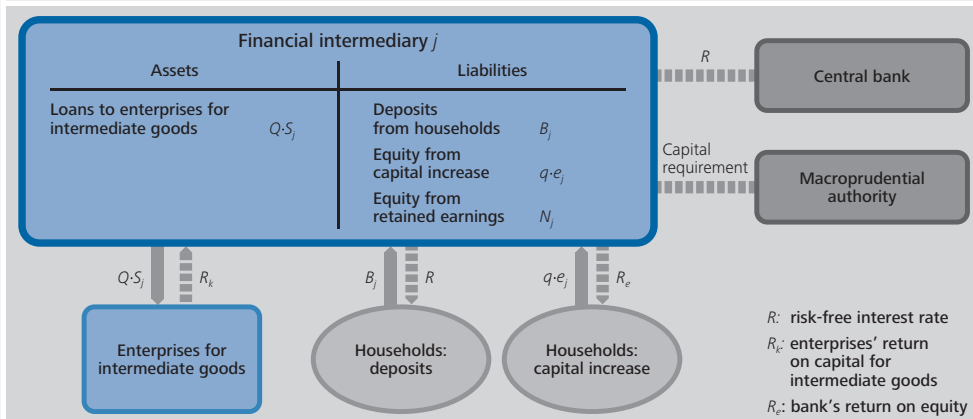 Financial intermediary j
Assets
Liabilities
Loans to enterprises for
intermediate goods Q·Sj
Deposits
from households Bj
Equity from
capital increase q·ej
Equity from
retained earnings Nj
R
Central bank
Capital
requirement
Macroprudential
authority
Q·Sj
Rk
Bj
R
q·ej
Re
Enterprises for
intermediate goods
Households:
deposits
Households:
capital increase
R: risk-free interest rate
Rk: enterprises' return
on capital for
intermediate goods
Re: bank's return on equity